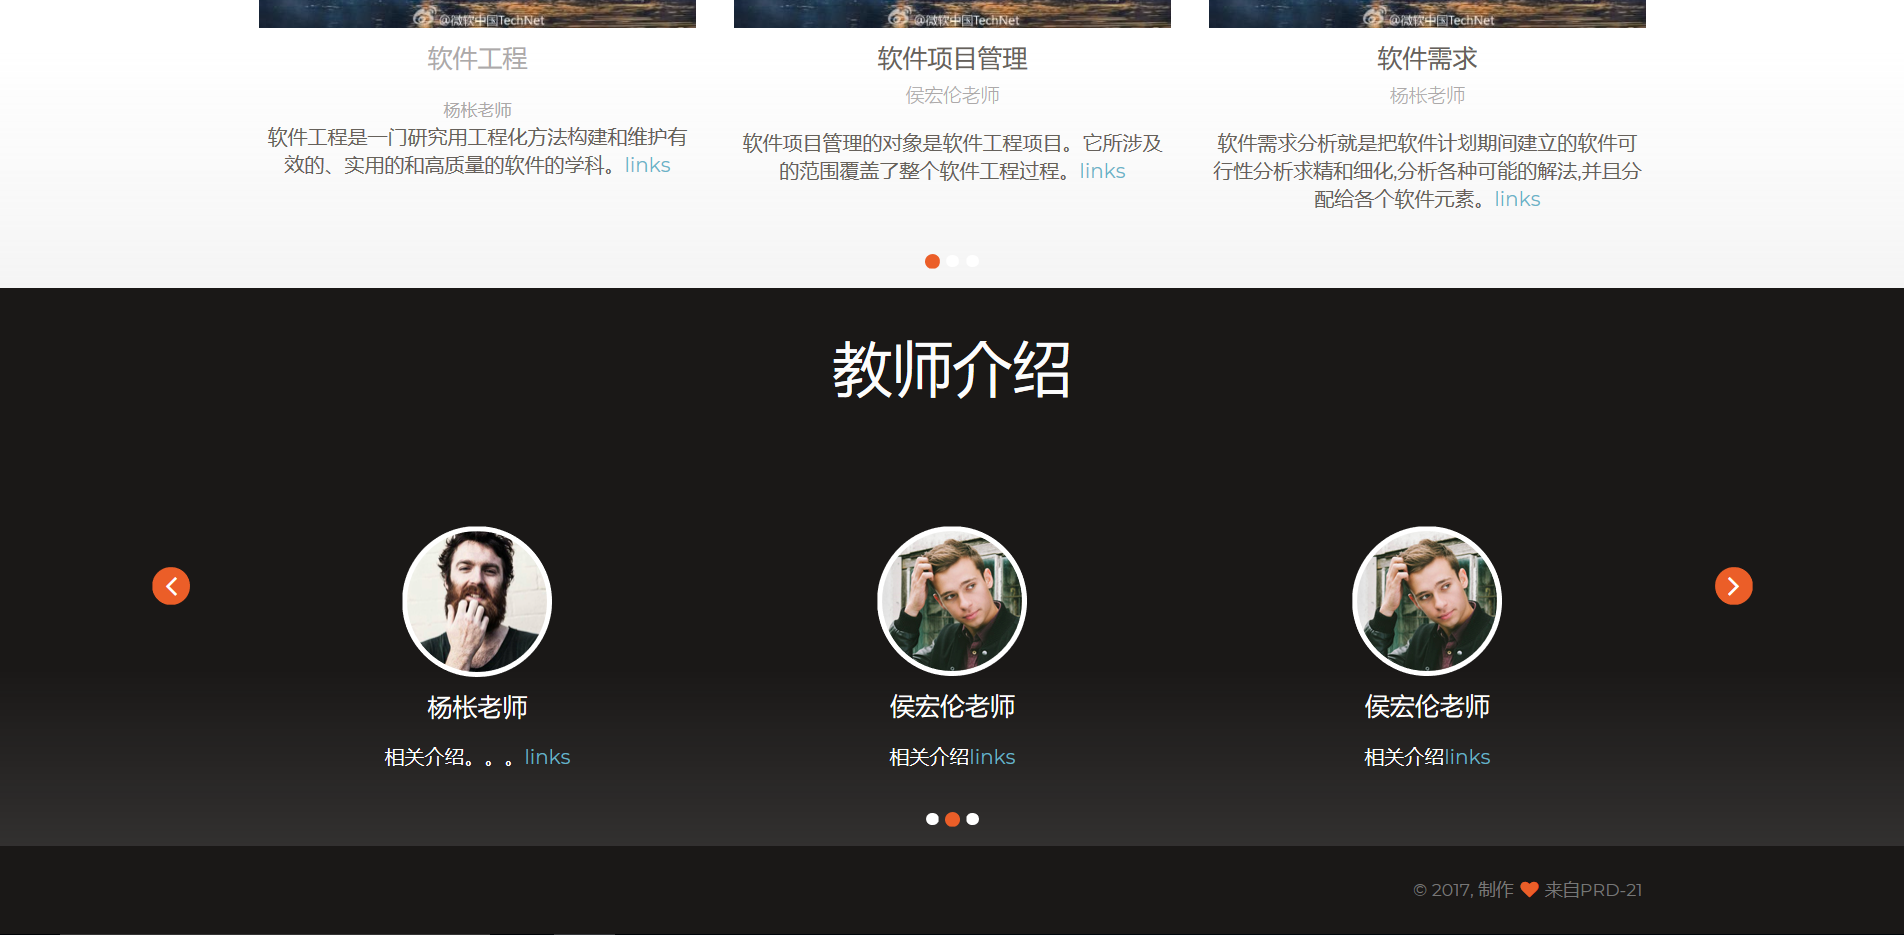 @微软中国TechNet
@微软中国TechNet
@微软中国TechNet
软件工程
杨枨老师
软件工程是一门研究用工程化方法构建和维护有
效的、实用的和高质量的软件的学科。links
软件项目管理
侯宏伦老师
软件项目管理的对象是软件工程项目。它所涉及
的范围覆盖了整个软件工程过程。links
软件需求
杨枨老师
软件需求分析就是把软件计划期间建立的软件可
行性分析求精和细化,分析各种可能的解法,并且分
配给各个软件元素。links
教师介绍
杨枨老师
相关介绍。。。links
侯宏伦老师
相关介绍links
侯宏伦老师
相关介绍links
© 2017, 制作 ❤ 来自PRD-21